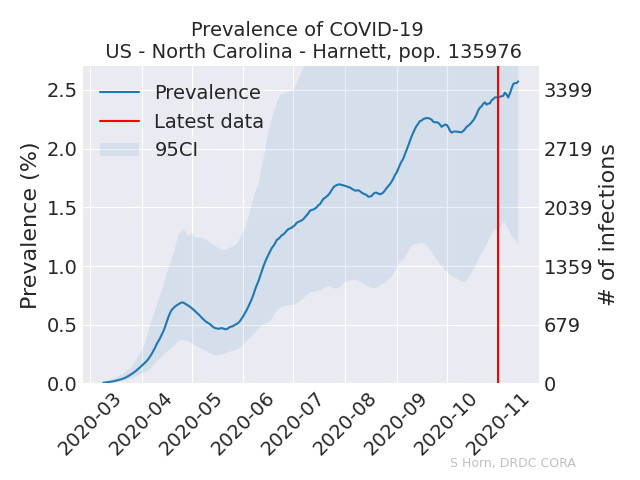 Prevalence of COVID-19
US - North Carolina - Harnett, pop. 135976
Prevalence
Latest data
95CI
Prevalence (%)
2.5
2.0
1.5
1.0
0.5
0.0
3399
2719
2039
1359
679
0
# of infections
2020-03
2020-04
2020-05
2020-06
2020-07
2020-08
2020-09
2020-10
2020-11
S Horn, DRDC CORA